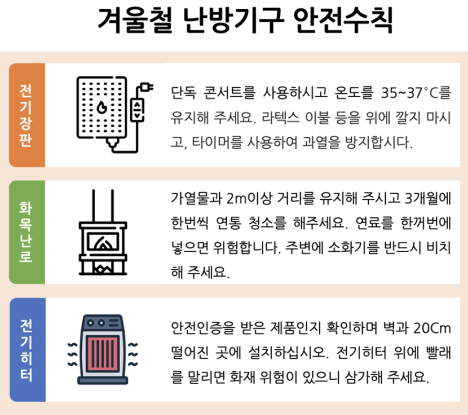 겨울철 난방기구 안전수칙
전기장판
단독 콘서트를 사용하시고 온도를 35~37°C를
유지해 주세요. 라텍스 이불 등을 위에 깔지 마시
고, 타이머를 사용하여 과열을 방지합시다.
화목난로
가열물과 2m이상 거리를 유지해 주시고 3개월에
한번씩 연통 청소를 해주세요. 연료를 한꺼번에
넣으면 위험합니다. 주변에 소화기를 반드시 비치
해 주세요.
전기히터
안전인증을 받은 제품인지 확인하며 벽과 20Cm
떨어진 곳에 설치하십시오. 전기히터 위에 빨래
를 말리면 화재 위험이 있으니 삼가해 주세요.